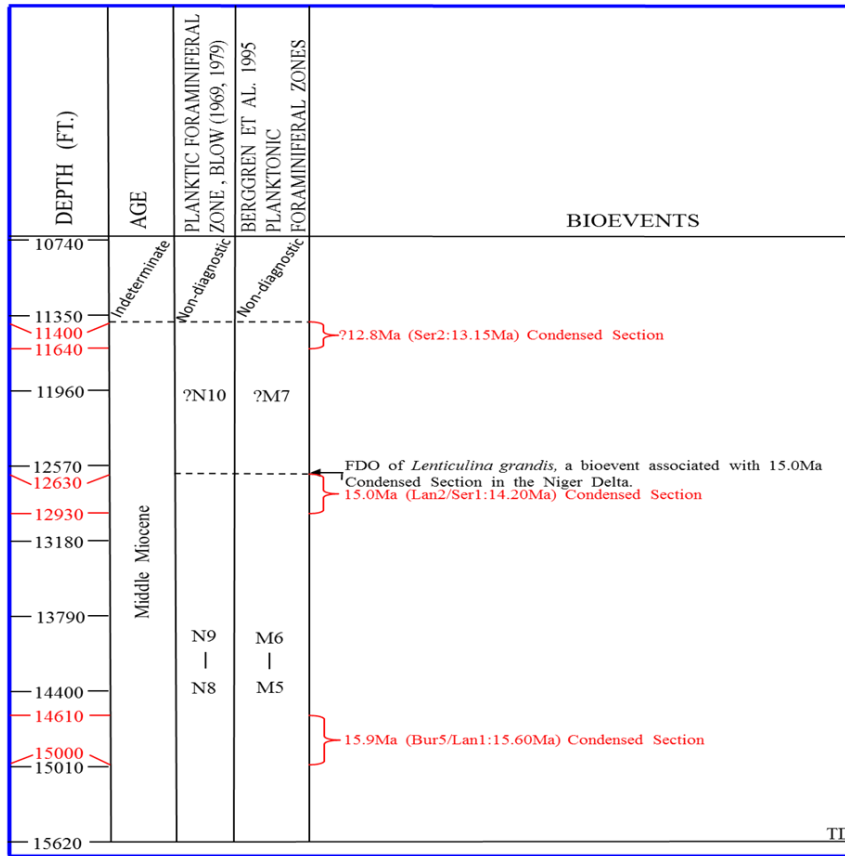 DEPTH (FT.)
AGE
PLANKTIC FORAMINIFERAL
ZONE , BLOW (1969, 1979)
BERGGREN ET AL. 1995
PLANKTONIC
FORAMINIFERAL ZONES
BIOEVENTS
10740
Indeterminate
Non-diagnostic
Non-diagnostic
11350
11400
?12.8Ma (Ser2:13.15Ma) Condensed Section
11640
11960
?N10
?M7
12570
FDO of Lenticulina grandis, a bioevent associated with 15.0Ma
12630
Condensed Section in the Niger Delta.
15.0Ma (Lan2/Ser1:14.20Ma) Condensed Section
12930
13180
Middle Miocene
13790
N9
M6
N8
M5
14400
14610
15.9Ma (Bur5/Lan1:15.60Ma) Condensed Section
15000
15010
15620